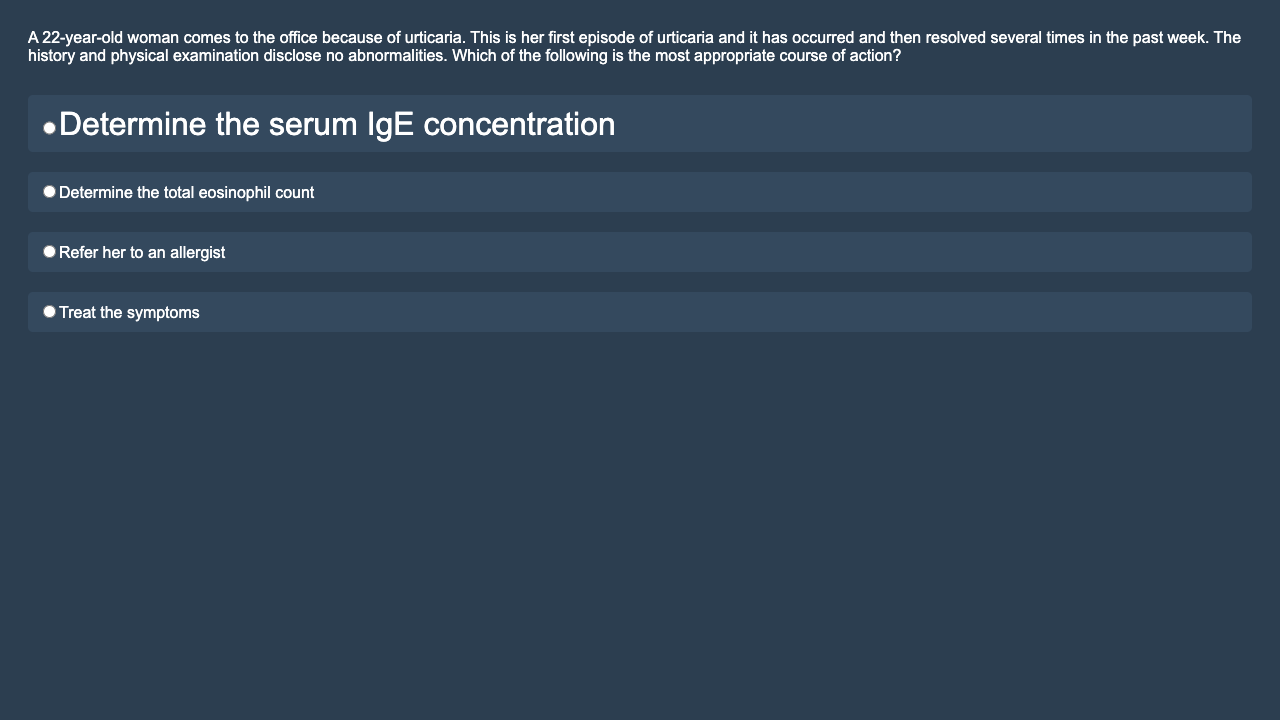 A 22-year-old woman comes to the office because of urticaria. This is her first episode of urticaria and it has occurred and then resolved several times in the past week. The
history and physical examination disclose no abnormalities. Which of the following is the most appropriate course of action?
Determine the serum IgE concentration
Determine the total eosinophil count
Refer her to an allergist
Treat the symptoms